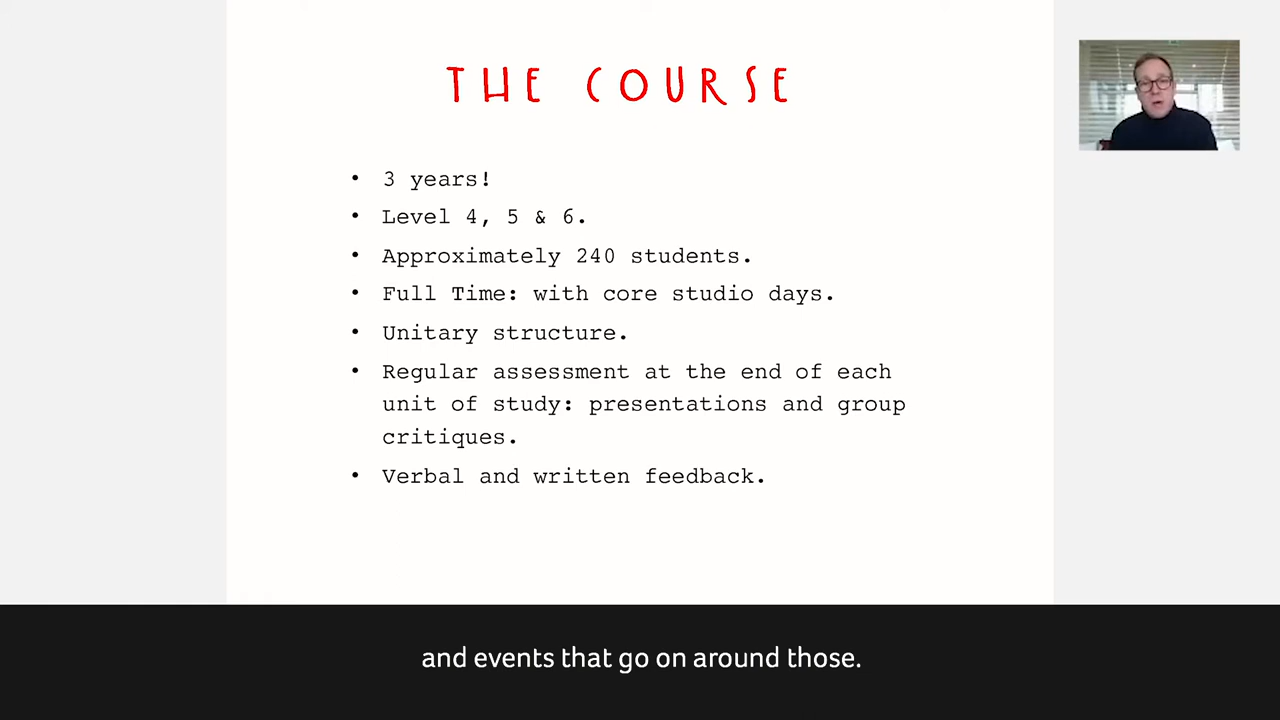 THE COURSE
• 3 years!
• Level 4, 5 & 6.
• Approximately 240 students.
• Full Time: with core studio days.
• Unitary structure.
• Regular assessment at the end of each
unit of study: presentations and group
critiques.
• Verbal and written feedback.
and events that go on around those.